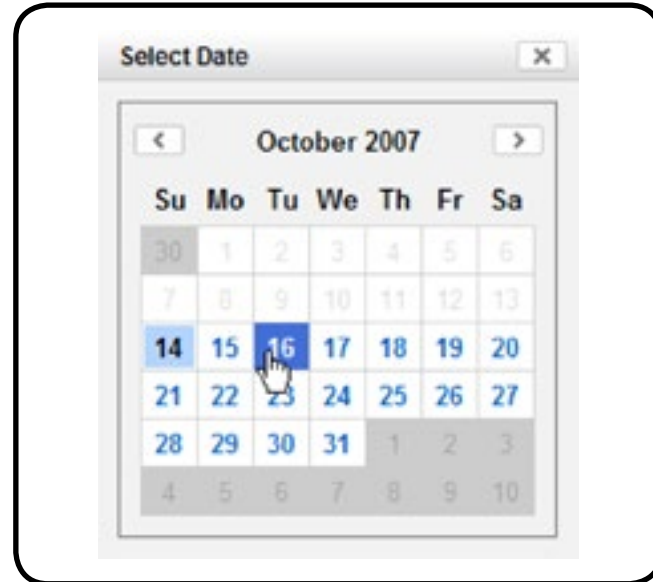 Select Date
October 2007
Su Mo Tu We Th Fr Sa
30 1 2 3 4 5 6
7 8 9 10 11 12 13
14 15 16 17 18 19 20
21 22 23 24 25 26 27
28 29 30 31 1 2 3
4 5 6 7 8 9 10